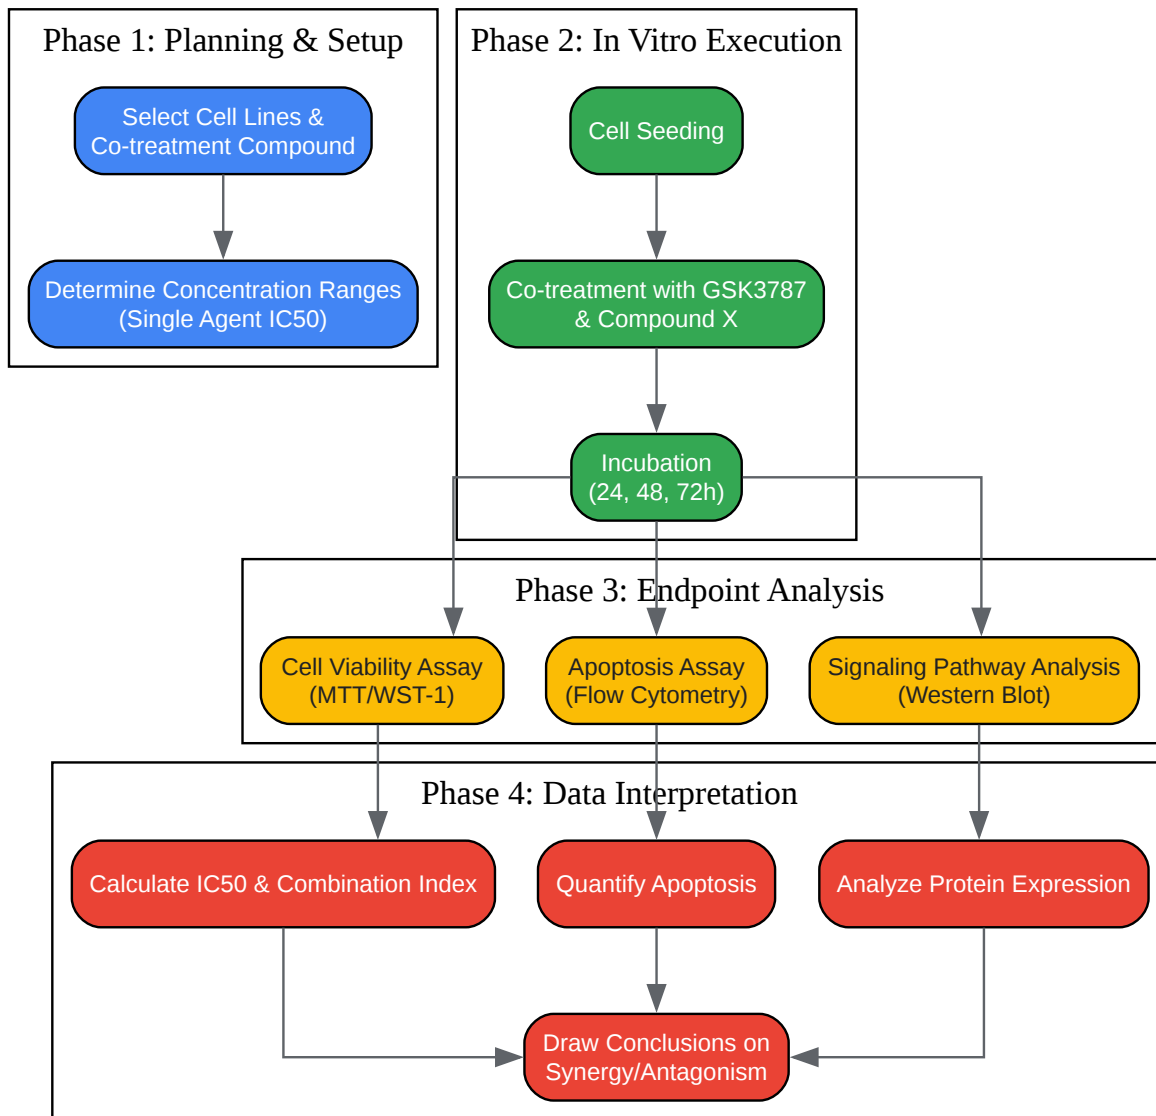 Phase 1: Planning & Setup
Select Cell Lines &
Co-treatment Compound
Determine Concentration Ranges
(Single Agent IC50)
Phase 2: In Vitro Execution
Cell Seeding
Co-treatment with GSK3787
& Compound X
Incubation
(24, 48, 72h)
Phase 3: Endpoint Analysis
Cell Viability Assay
(MTT/WST-1)
Apoptosis Assay
(Flow Cytometry)
Signaling Pathway Analysis
(Western Blot)
Phase 4: Data Interpretation
Calculate IC50 & Combination Index
Quantify Apoptosis
Analyze Protein Expression
Draw Conclusions on
Synergy/Antagonism